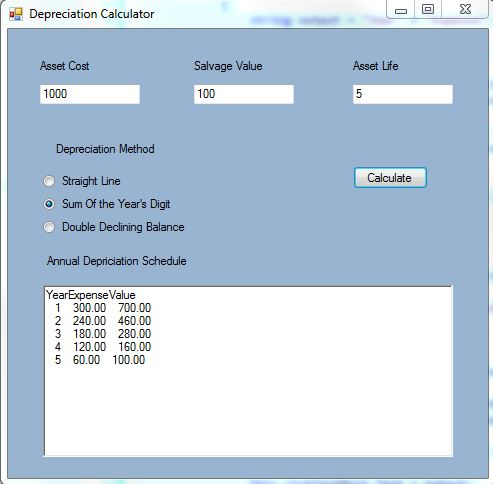 Depreciation Calculator
Asset Cost Salvage Value Asset Life
1000 100 5
Depreciation Method
Straight Line
Calculate
Sum Of the Year's Digit
Double Declining Balance
Annual Depriciation Schedule
YearExpenseValue
1 300.00 700.00
2 240.00 460.00
3 180.00 280.00
4 120.00 160.00
5 60.00 100.00